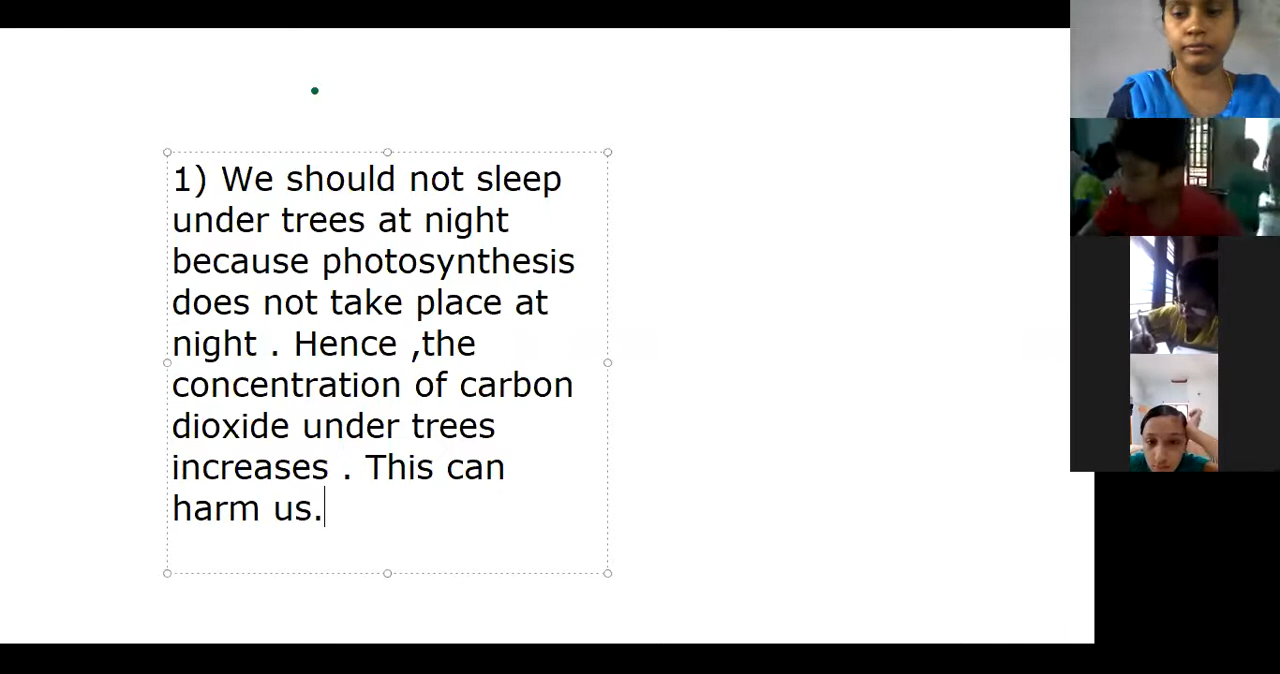 1) We should not sleep
under trees at night
because photosynthesis
does not take place at
night . Hence ,the
concentration of carbon
dioxide under trees
increases . This can
harm us.